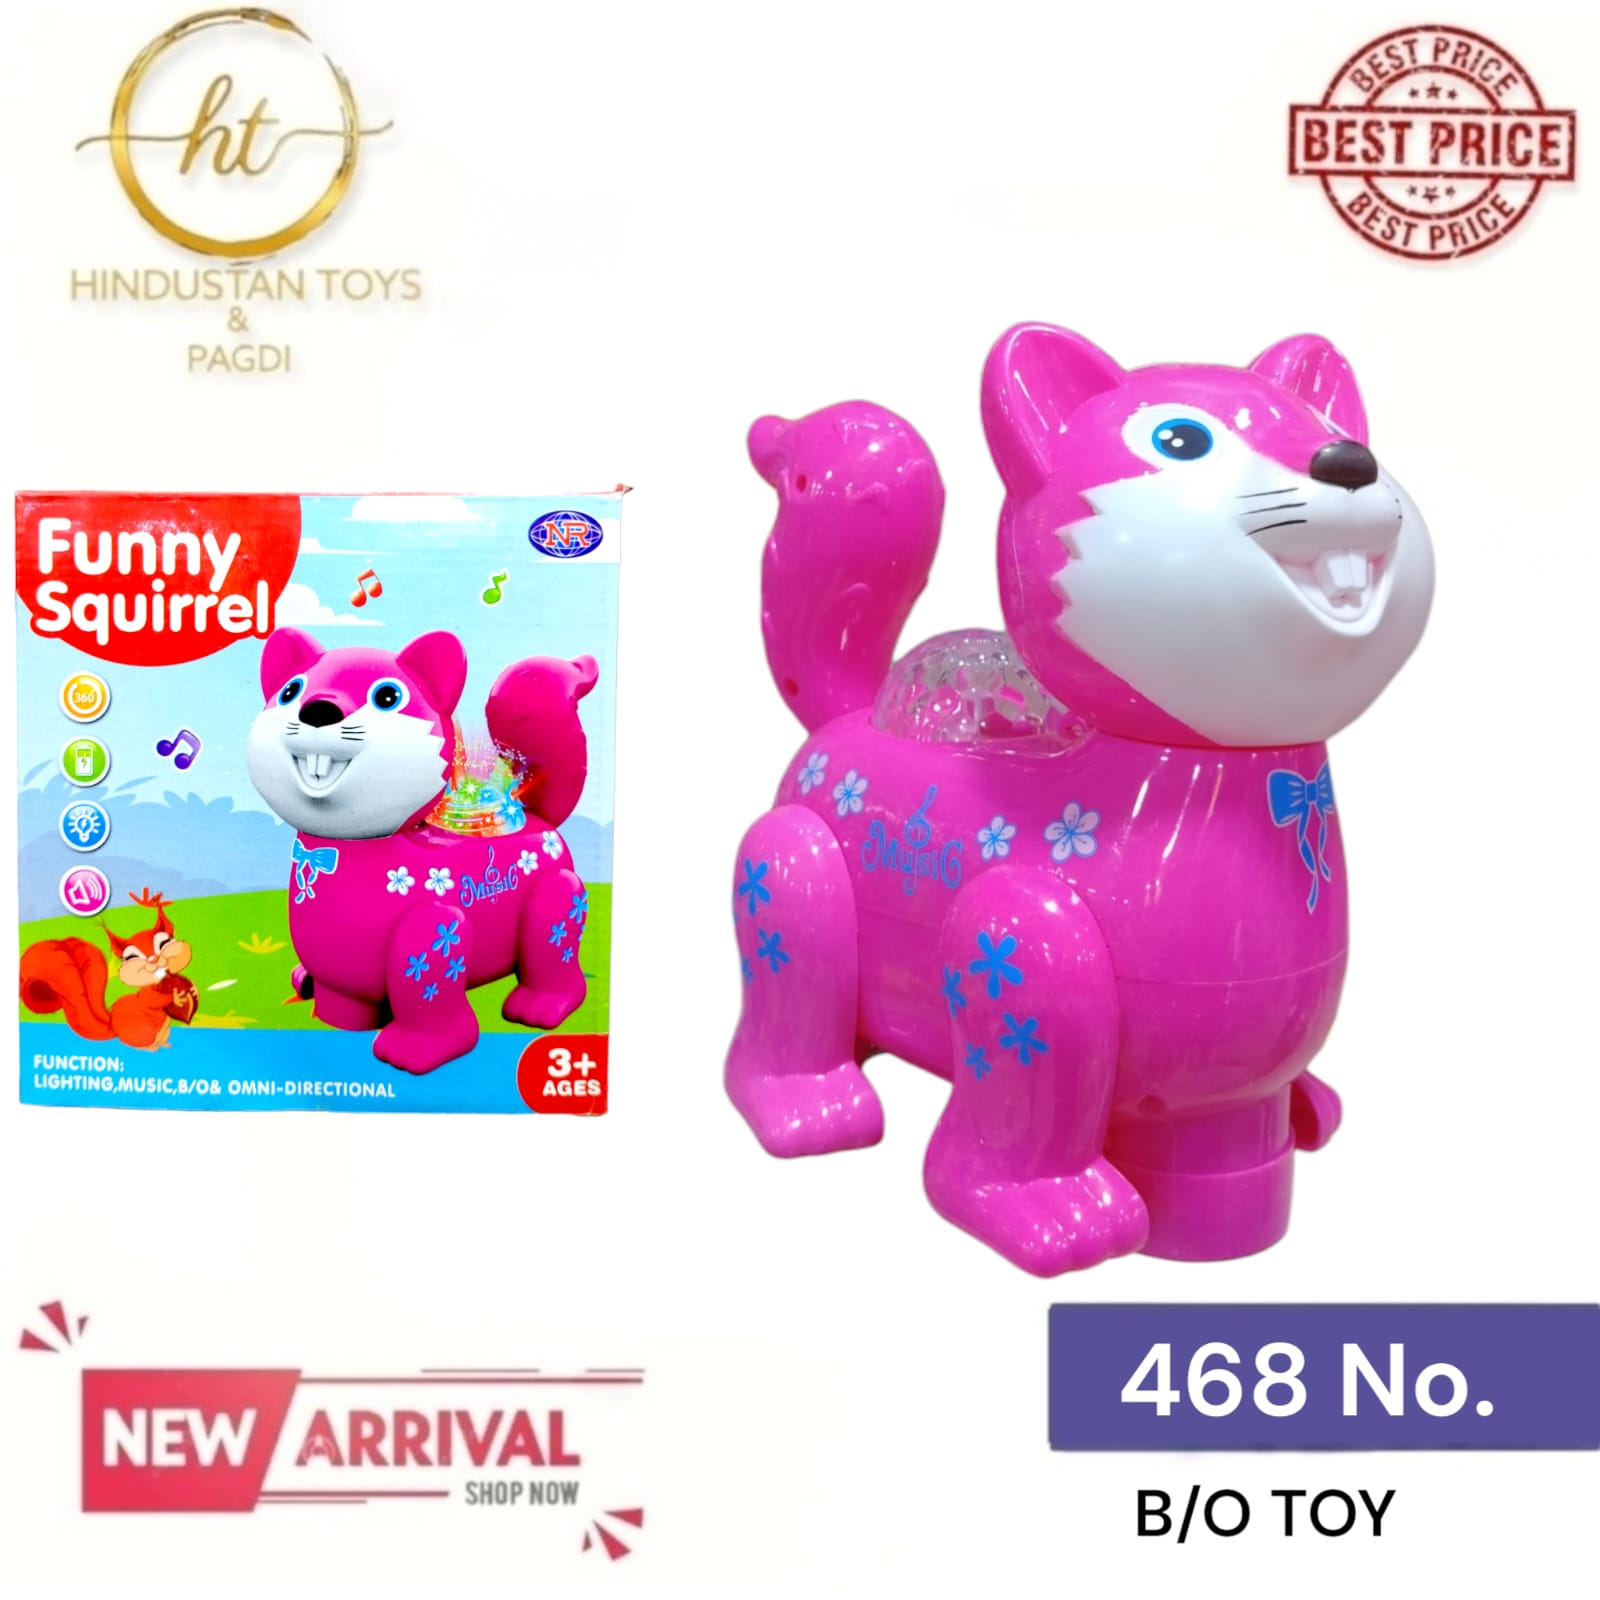 ht
HINDUSTAN TOYS
&
PAGDI
BEST PRICE
BEST PRICE
BEST PRICE
Funny
Squirrel
NR
360°
Music
FUNCTION:
LIGHTING,MUSIC,B/O& OMNI-DIRECTIONAL
3+
AGES
Music
NEW ARRIVAL
SHOP NOW
468 No.
B/O TOY